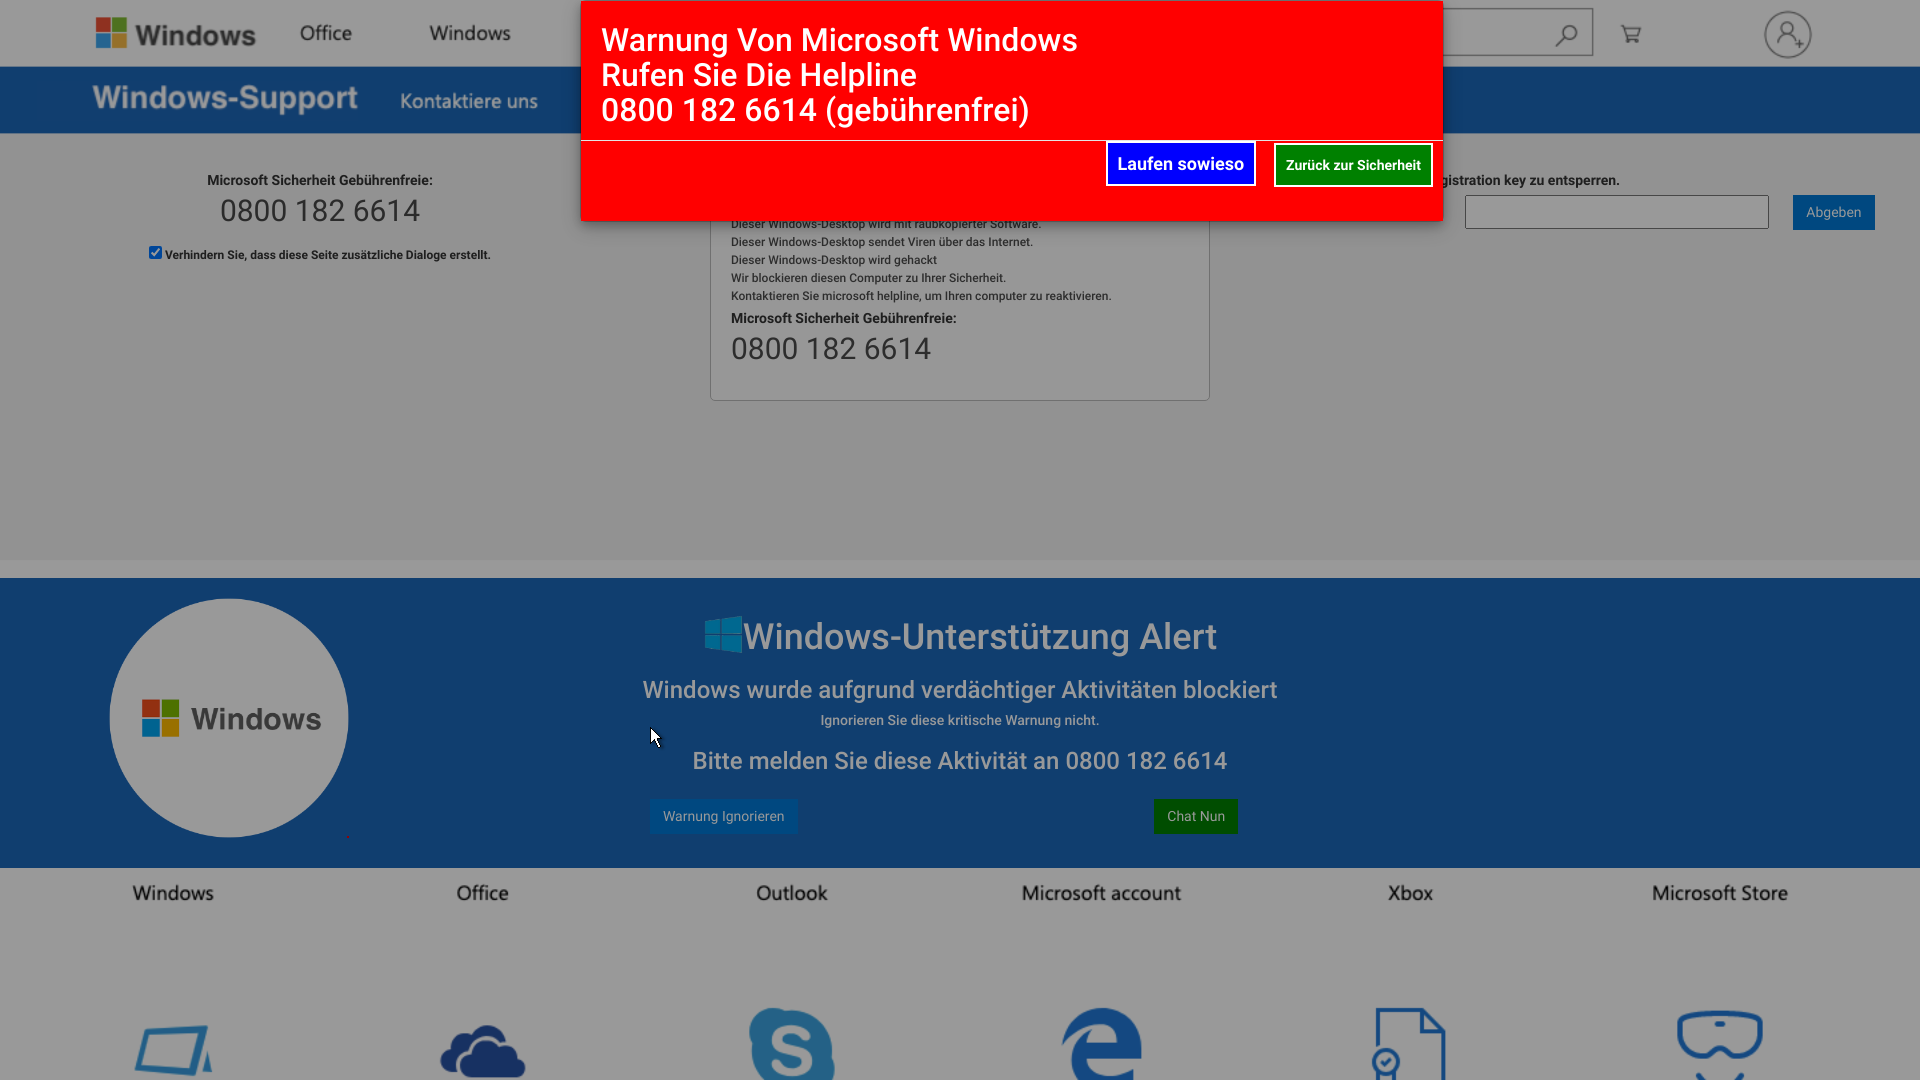 Windows
Office
Windows
Windows-Support
Kontaktiere uns
Warnung Von Microsoft Windows
Rufen Sie Die Helpline
0800 182 6614 (gebührenfrei)
Laufen sowieso
Zurück zur Sicherheit
Microsoft Sicherheit Gebührenfreie:
0800 182 6614
Verhindern Sie, dass diese Seite zusätzliche Dialoge erstellt.
Dieser Windows-Desktop wird mit raubkopierter Software.
Dieser Windows-Desktop sendet Viren über das Internet.
Dieser Windows-Desktop wird gehackt
Wir blockieren diesen Computer zu Ihrer Sicherheit.
Kontaktieren Sie microsoft helpline, um Ihren computer zu reaktivieren.
Microsoft Sicherheit Gebührenfreie:
0800 182 6614
key zu entsperren.
Abgeben
Windows
Windows-Unterstützung Alert
Windows wurde aufgrund verdächtiger Aktivitäten blockiert
Ignorieren Sie diese kritische Warnung nicht.
Bitte melden Sie diese Aktivität an 0800 182 6614
Warnung Ignorieren
Chat Nun
Windows
Office
Outlook
Microsoft account
Xbox
Microsoft Store